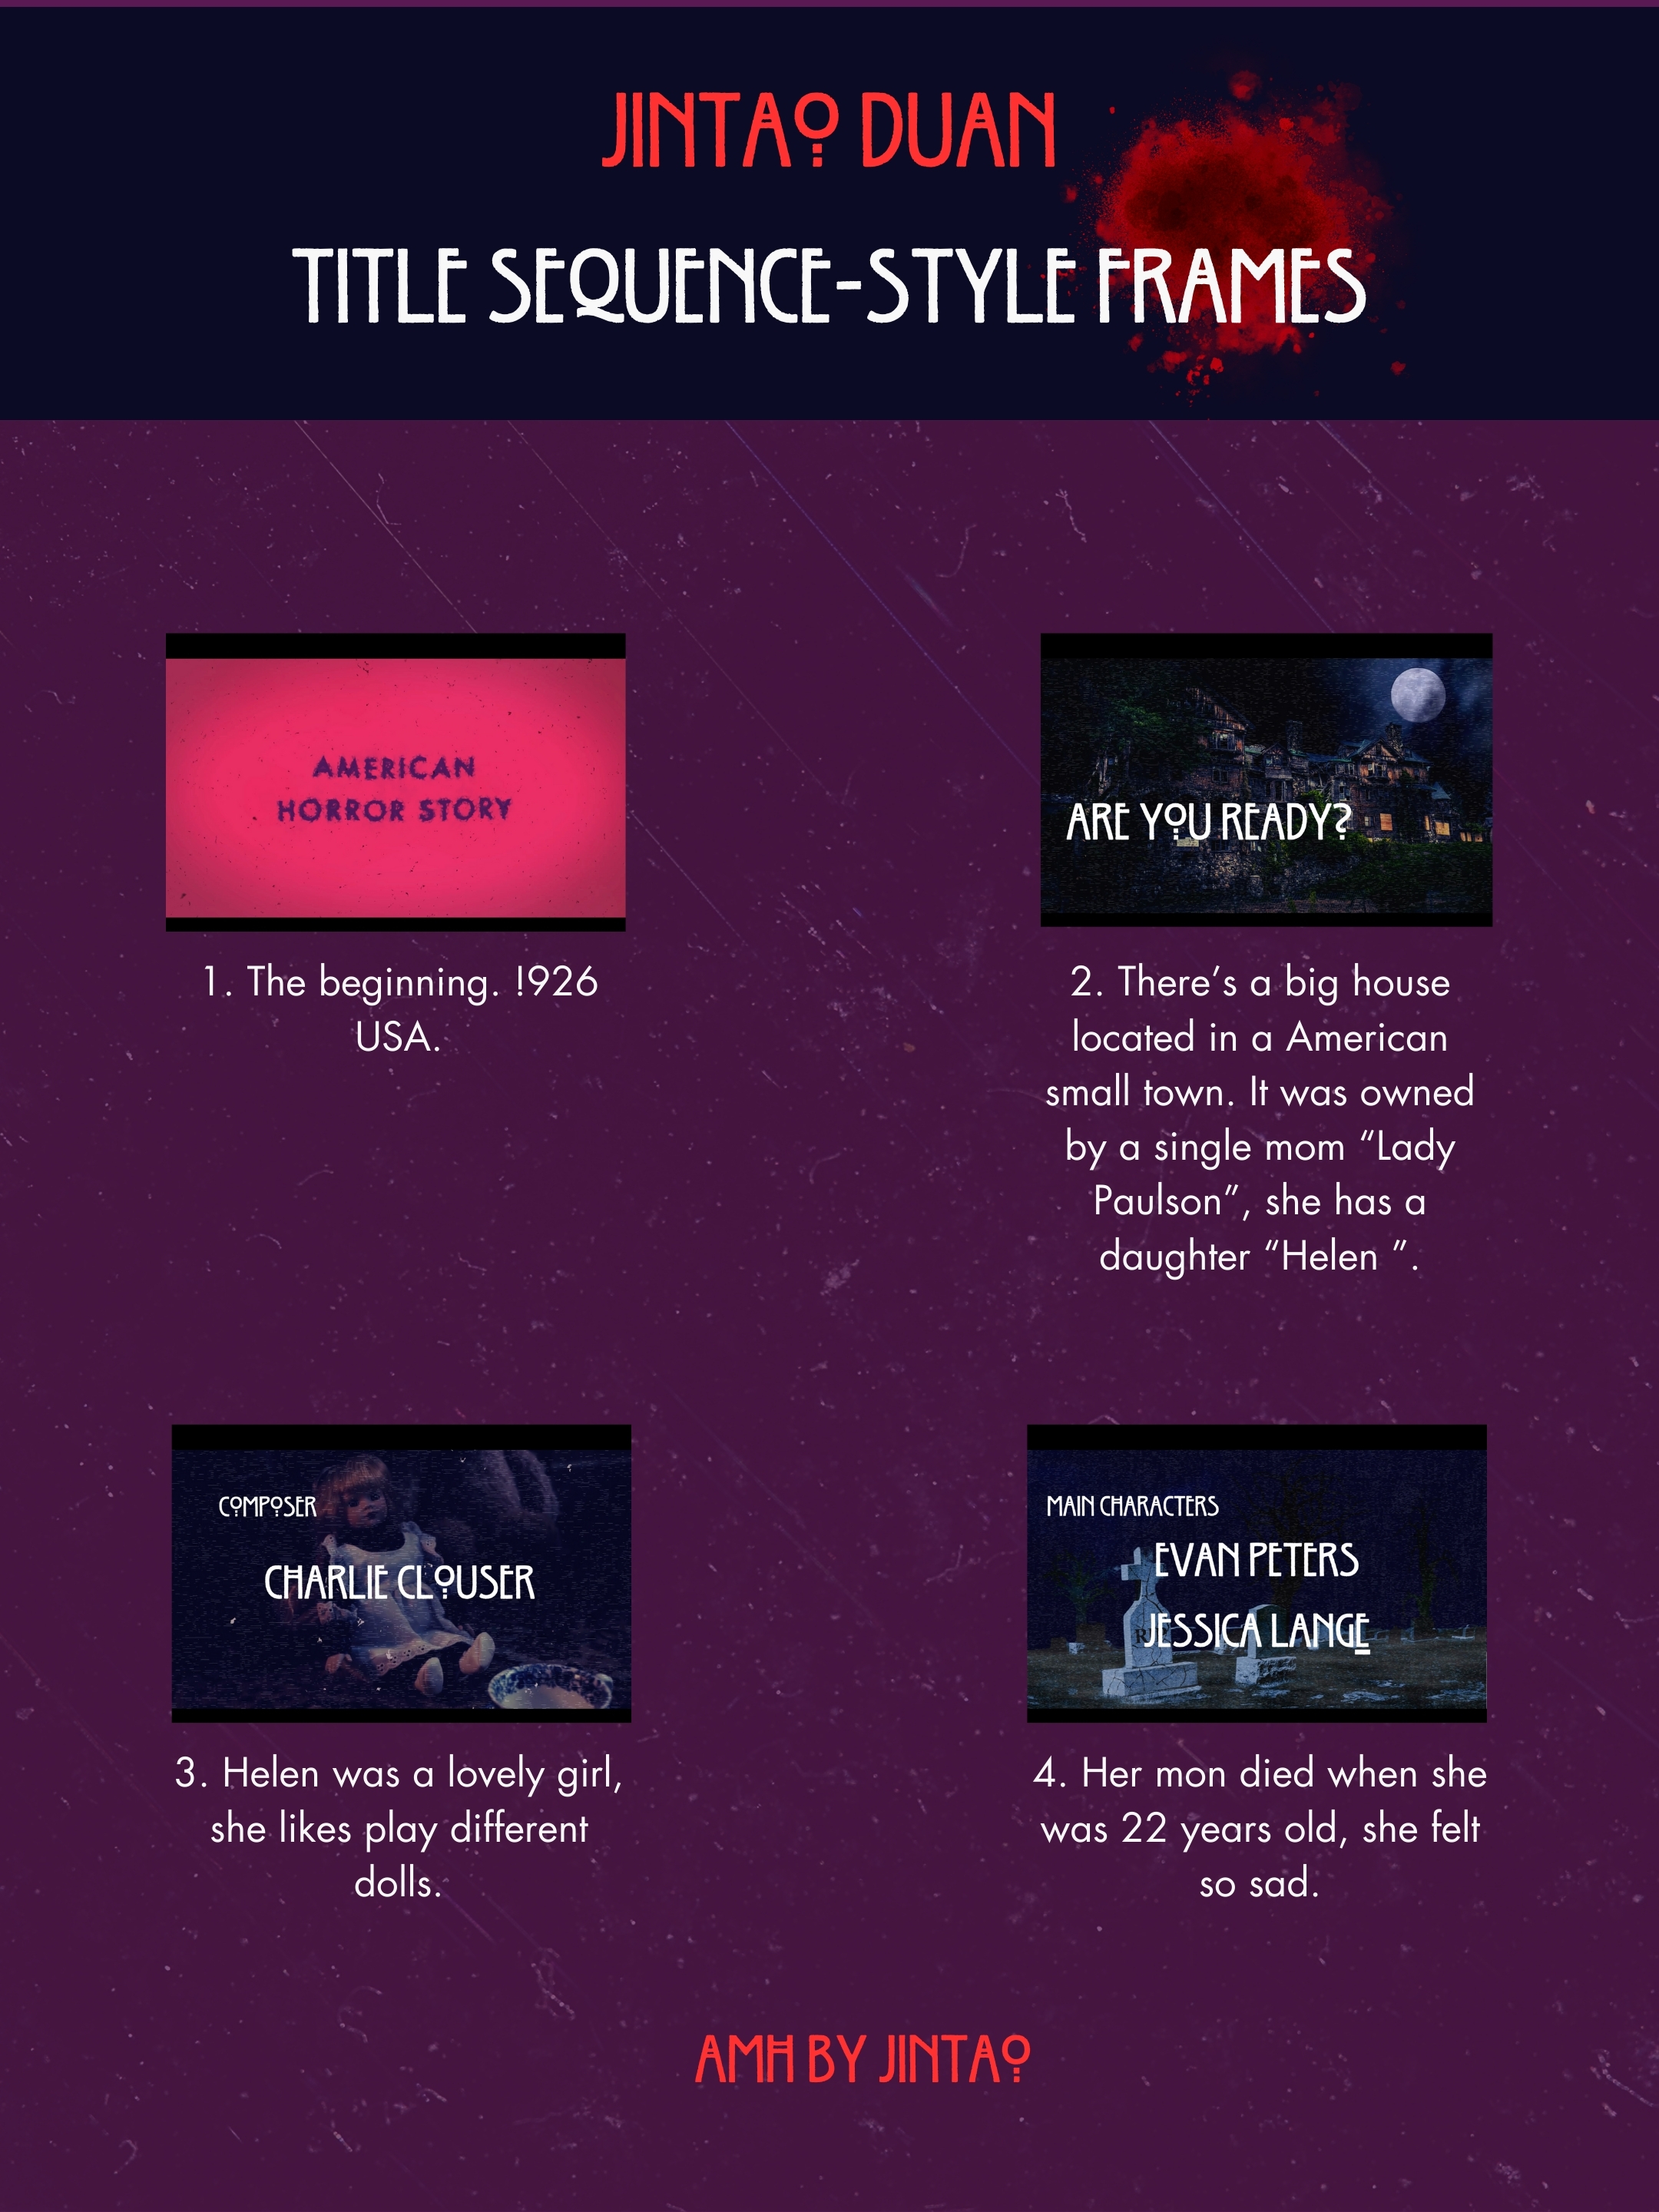 JINTAO DUAN
TITLE SEQUENCE-STYLE FRAMES
AMERICAN
HORROR STORY
1. The beginning. !926
USA.
ARE YOU READY?
2. There’s a big house
located in a American
small town. It was owned
by a single mom “Lady
Paulson”, she has a
daughter “Helen ”.
COMPOSER
CHARLIE CLOUSER
3. Helen was a lovely girl,
she likes play different
dolls.
MAIN CHARACTERS
EVAN PETERS
JESSICA LANGE
4. Her mon died when she
was 22 years old, she felt
so sad.
AMH BY JINTAO